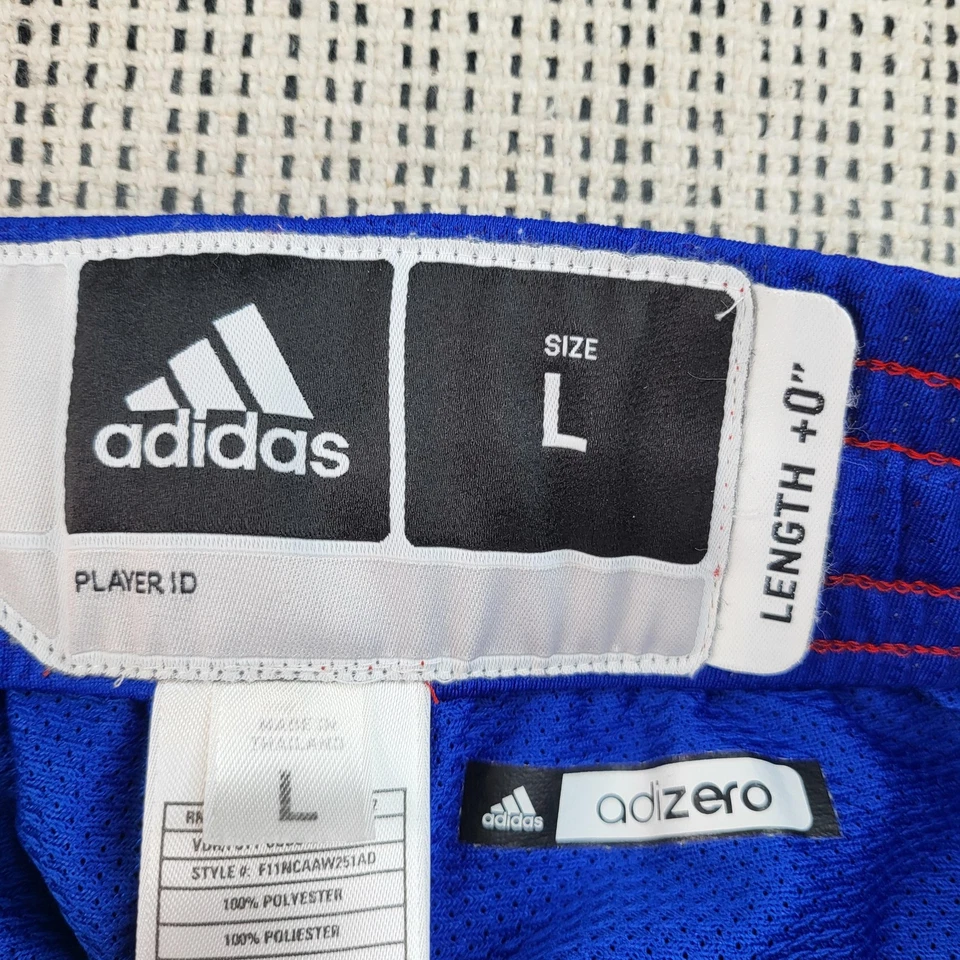 adidas
SIZE
L
LENGTH +0"
PLAYER ID
MADE IN
THAILAND
L
adidas
adizero
STYLE #: F11NCAAW251AD
100% POLYESTER
100% POLIESTER